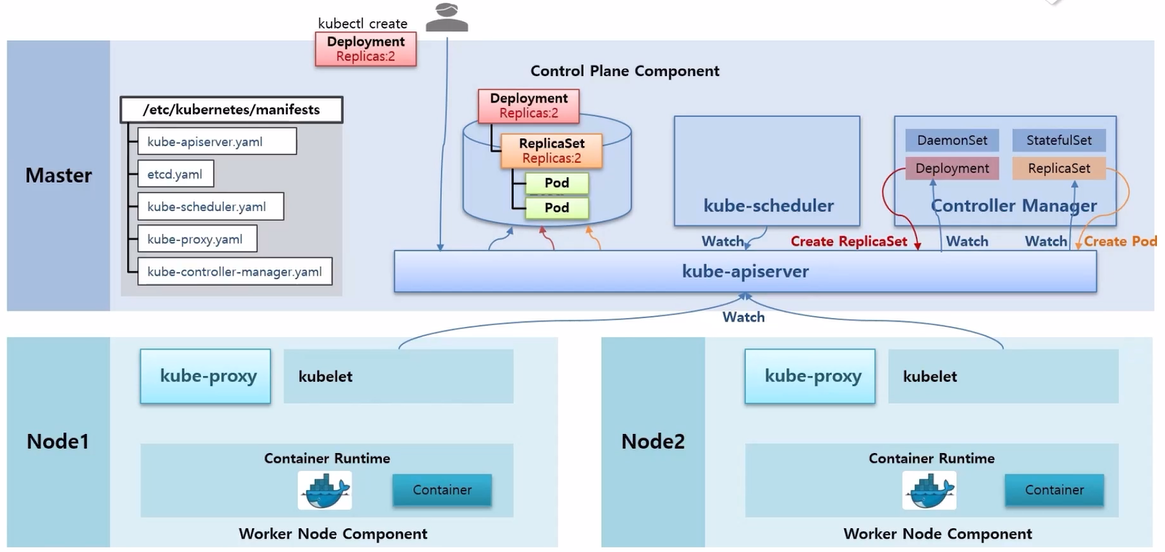 kubectl create
Deployment
Replicas:2
Control Plane Component
Master
/etc/kubernetes/manifests
kube-apiserver.yaml
etcd.yaml
kube-scheduler.yaml
kube-proxy.yaml
kube-controller-manager.yaml
Deployment
Replicas:2
ReplicaSet
Replicas:2
Pod
Pod
kube-scheduler
DaemonSet
StatefulSet
Deployment
ReplicaSet
Controller Manager
Watch
Create ReplicaSet
Watch
Watch
Create Pod
kube-apiserver
Watch
Node1
kube-proxy
kubelet
Container Runtime
Container
Worker Node Component
Node2
kube-proxy
kubelet
Container Runtime
Container
Worker Node Component